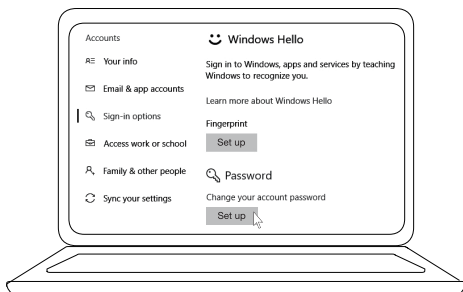 Accounts
Your info
Email & app accounts
Sign-in options
Access work or school
Family & other people
Sync your settings
Windows Hello
Sign in to Windows, apps and services by teaching
Windows to recognize you.
Learn more about Windows Hello
Fingerprint
Set up
Password
Change your account password
Set up